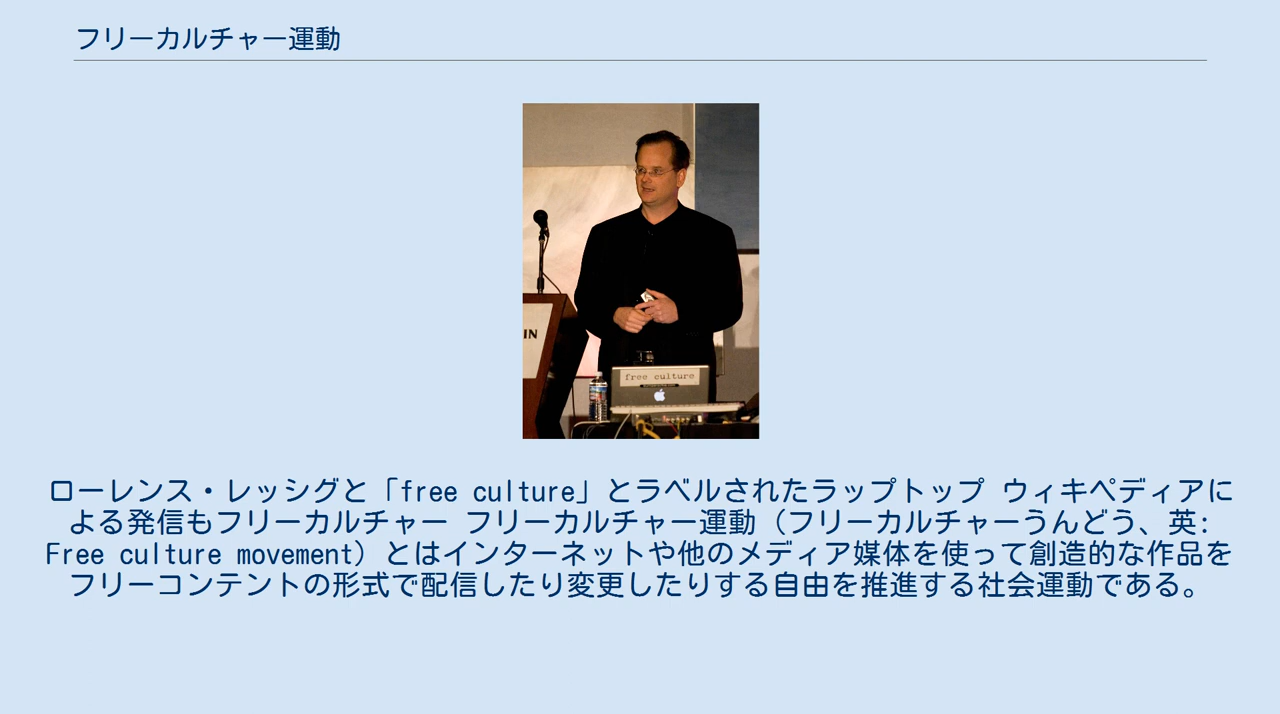 フリーカルチャー運動
IN
free culture
ローレンス・レッシグと「free culture」とラベルされたラップトップ ウィキペディアに
よる発信もフリーカルチャー フリーカルチャー運動（フリーカルチャーうんどう、英:
Free culture movement）とはインターネットや他のメディア媒体を使って創造的な作品を
フリーコンテントの形式で配信したり変更したりする自由を推進する社会運動である。